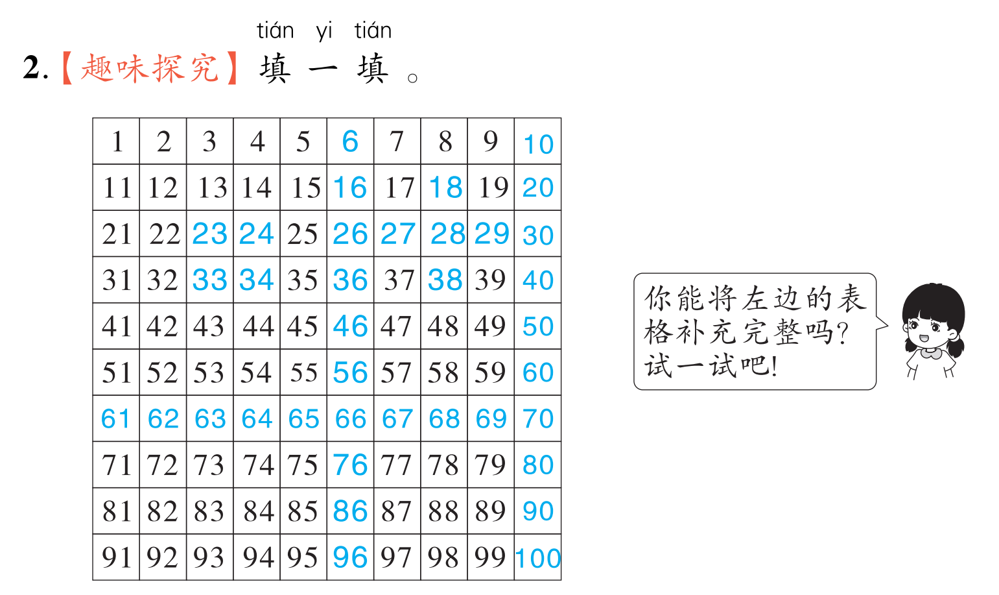 tián yi tián
2.【趣味探究】填一填。
1 2 3 4 5 6 7 8 9 10
11 12 13 14 15 16 17 18 19 20
21 22 23 24 25 26 27 28 29 30
31 32 33 34 35 36 37 38 39 40
41 42 43 44 45 46 47 48 49 50
51 52 53 54 55 56 57 58 59 60
61 62 63 64 65 66 67 68 69 70
71 72 73 74 75 76 77 78 79 80
81 82 83 84 85 86 87 88 89 90
91 92 93 94 95 96 97 98 99 100
你能将左边的表
格补充完整吗?
试一试吧!